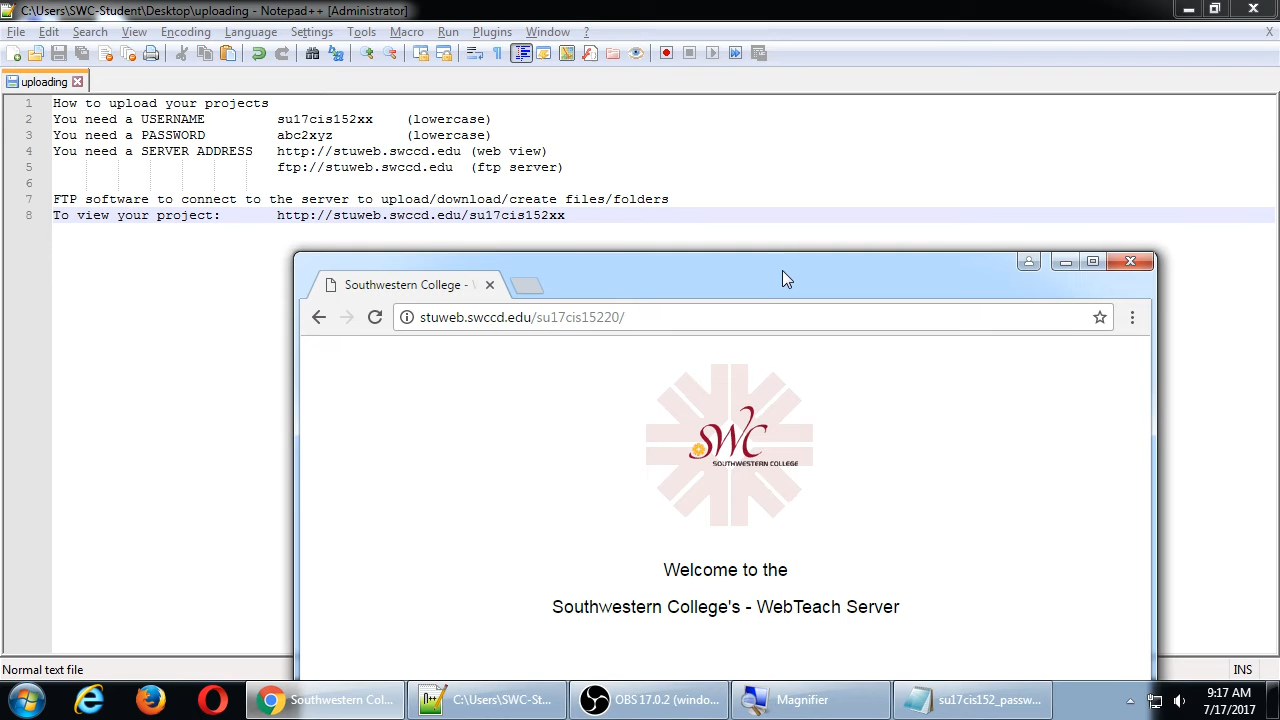 C:\Users\SWC-Student\Desktop\uploading - Notepad++ [Administrator]
File Edit Search View Encoding Language Settings Tools Macro Run Plugins Window ? X
uploading
1 How to upload your projects
2 You need a USERNAME su17cis152xx (lowercase)
3 You need a PASSWORD abc2xyz (lowercase)
4 You need a SERVER ADDRESS http://stuweb.swccd.edu (web view)
5 ftp://stuweb.swccd.edu (ftp server)
6
7 FTP software to connect to the server to upload/download/create files/folders
8 To view your project: http://stuweb.swccd.edu/su17cis152xx
Southwestern College -
stuweb.swccd.edu/su17cis15220/
SWC
SOUTHWESTERN COLLEGE
Welcome to the
Southwestern College's - WebTeach Server
Normal text file INS
Southwestern Col... C:\Users\SWC-St... OBS 17.0.2 (windo... Magnifier su17cis152_passw... 9:17 AM
7/17/2017